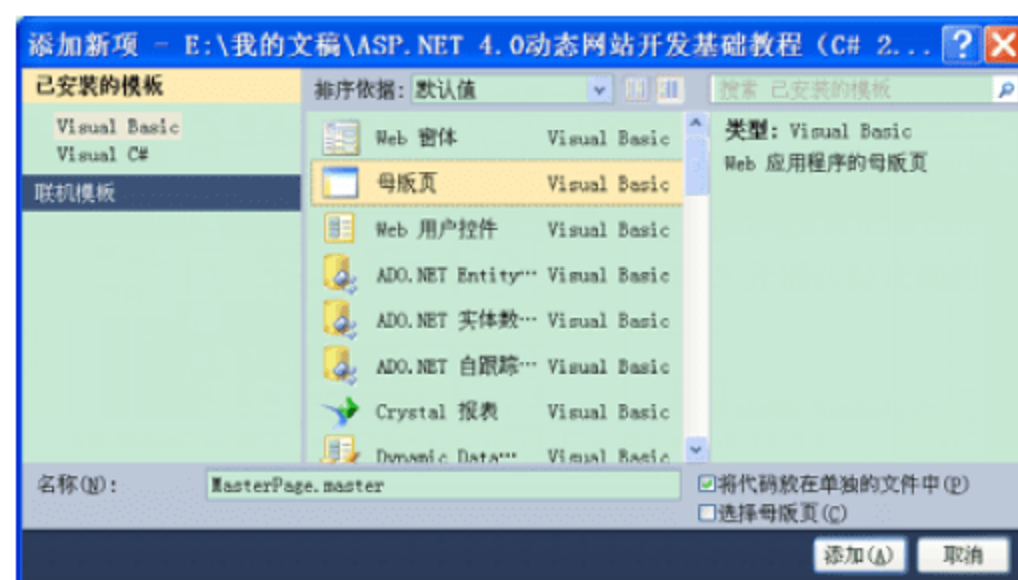 添加新项 - E:\我的文稿\ASP.NET 4.0动态网站开发基础教程（C# 2...
已安装的模板
Visual Basic
Visual C#
联机模板
排序依据: 默认值
搜索 已安装的模板
Web 窗体 Visual Basic
母版页 Visual Basic
Web 用户控件 Visual Basic
ADO.NET Entity… Visual Basic
ADO.NET 实体数… Visual Basic
ADO.NET 自跟踪… Visual Basic
Crystal 报表 Visual Basic
Dynamic Data… Visual Basic
类型: Visual Basic
Web 应用程序的母版页
名称(N): MasterPage.master
将代码放在单独的文件中(P)
选择母版页(C)
添加(A) 取消